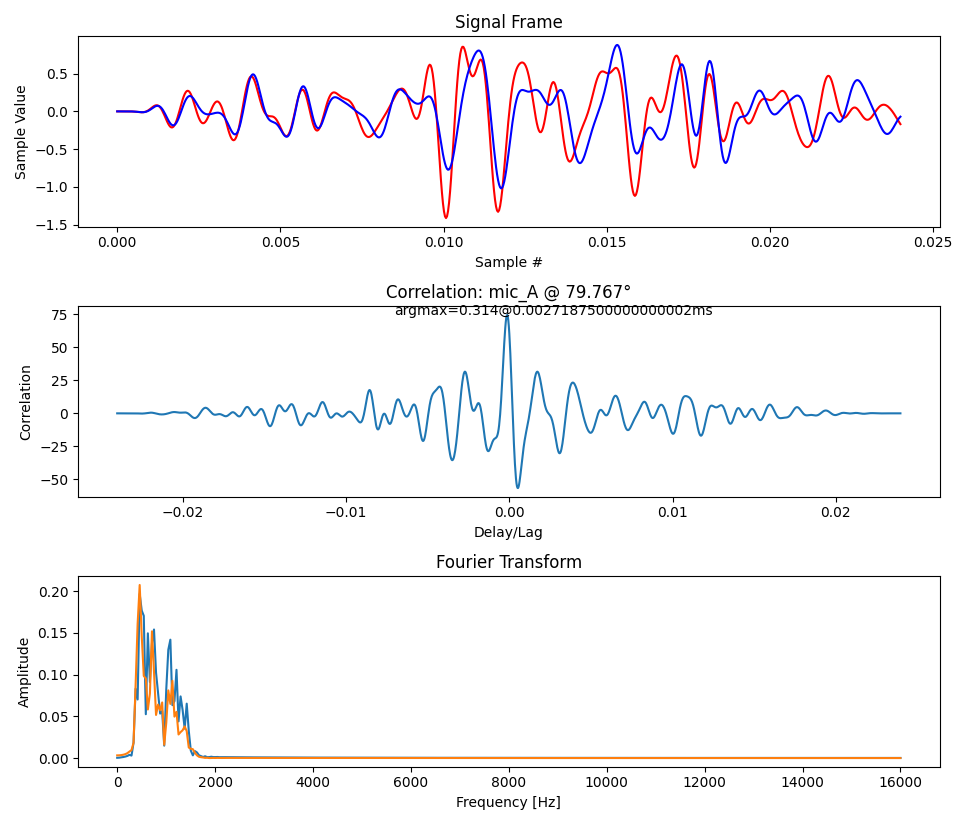 Signal Frame
0.5
0.0
−0.5
−1.0
−1.5
Sample Value
0.000 0.005 0.010 0.015 0.020 0.025
Sample #
Correlation: mic_A @ 79.767°
argmax=0.314@0.0027187500000000002ms
75
50
25
0
−25
−50
Correlation
−0.02 −0.01 0.00 0.01 0.02
Delay/Lag
Fourier Transform
0.20
0.15
0.10
0.05
0.00
Amplitude
0 2000 4000 6000 8000 10000 12000 14000 16000
Frequency [Hz]